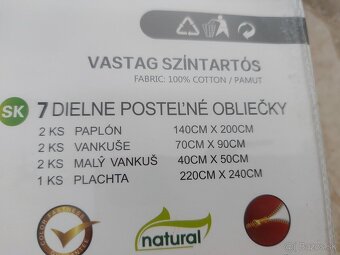 VASTAG SZÍNTARTÓS
FABRIC: 100% COTTON / PAMUT
SK 7 DIELNE POSTEĽNÉ OBLIEČKY
2 KS PAPLÓN 140CM X 200CM
2 KS VANKUŠE 70CM X 90CM
2 KS MALÝ VANKUŠ 40CM X 50CM
1 KS PLACHTA 220CM X 240CM
natural